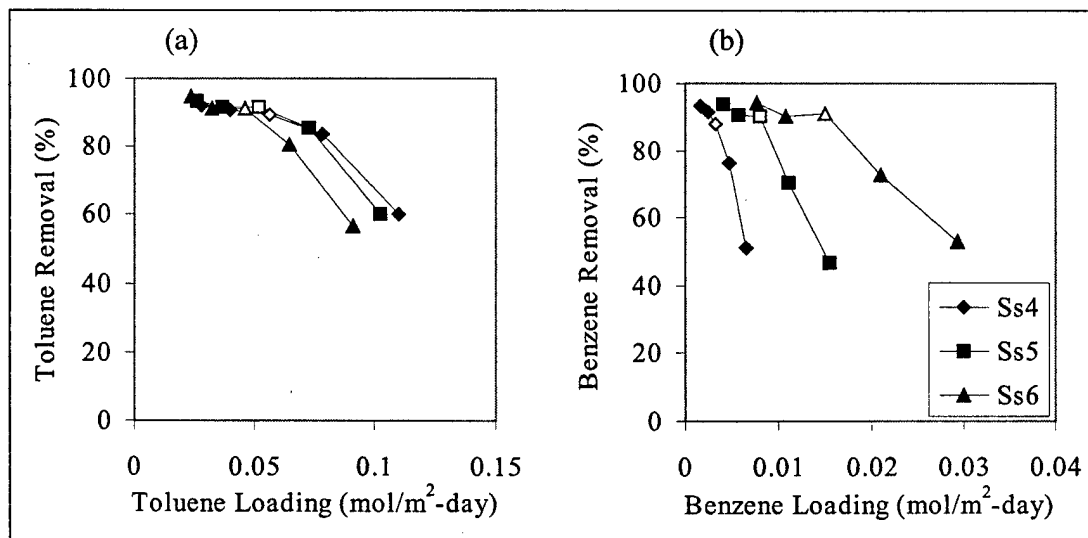 (a)
Toluene Removal (%)
100
80
60
40
20
0
0 0.05 0.1 0.15
Toluene Loading (mol/m²-day)
(b)
Benzene Removal (%)
100
80
60
40
20
0
Ss4
Ss5
Ss6
0 0.01 0.02 0.03 0.04
Benzene Loading (mol/m²-day)